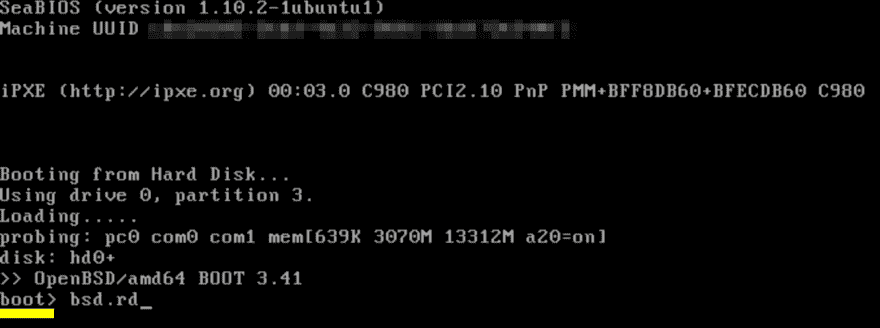 SeaBIOS (version 1.10.2-1ubuntu1)
Machine UUID
iPXE (http://ipxe.org) 00:03.0 C980 PCI2.10 PnP PMM+BFF8DB60+BFECDB60 C980
Booting from Hard Disk...
Using drive 0, partition 3.
Loading.....
probing: pc0 com0 com1 mem[639K 3070M 13312M a20=on]
disk: hd0+
>> OpenBSD/amd64 BOOT 3.41
boot> bsd.rd_